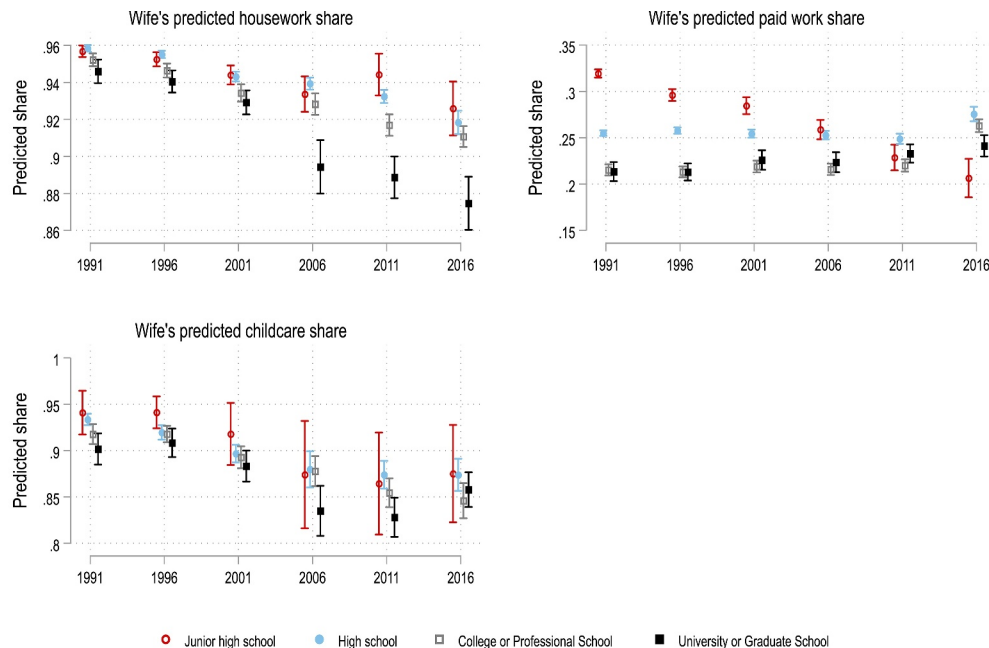 Wife's predicted housework share
Predicted share
.96
.94
.92
.9
.88
.86
1991 1996 2001 2006 2011 2016
Wife's predicted paid work share
Predicted share
.35
.3
.25
.2
.15
1991 1996 2001 2006 2011 2016
Wife's predicted childcare share
Predicted share
1
.95
.9
.85
.8
1991 1996 2001 2006 2011 2016
Junior high school High school College or Professional School University or Graduate School